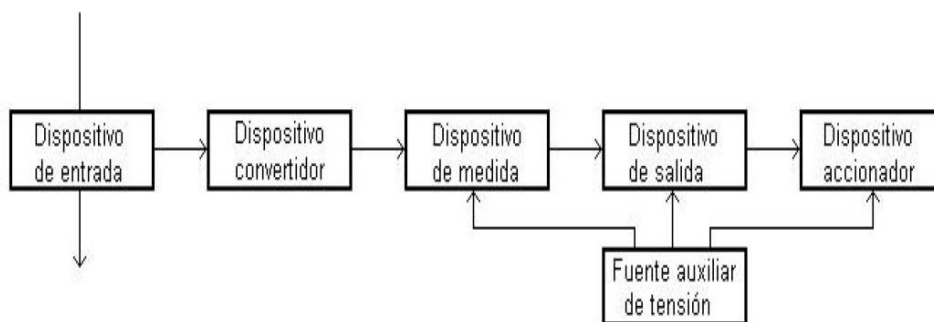 Dispositivo
de entrada
Dispositivo
convertidor
Dispositivo
de medida
Dispositivo
de salida
Dispositivo
accionador
Fuente auxiliar
de tensión